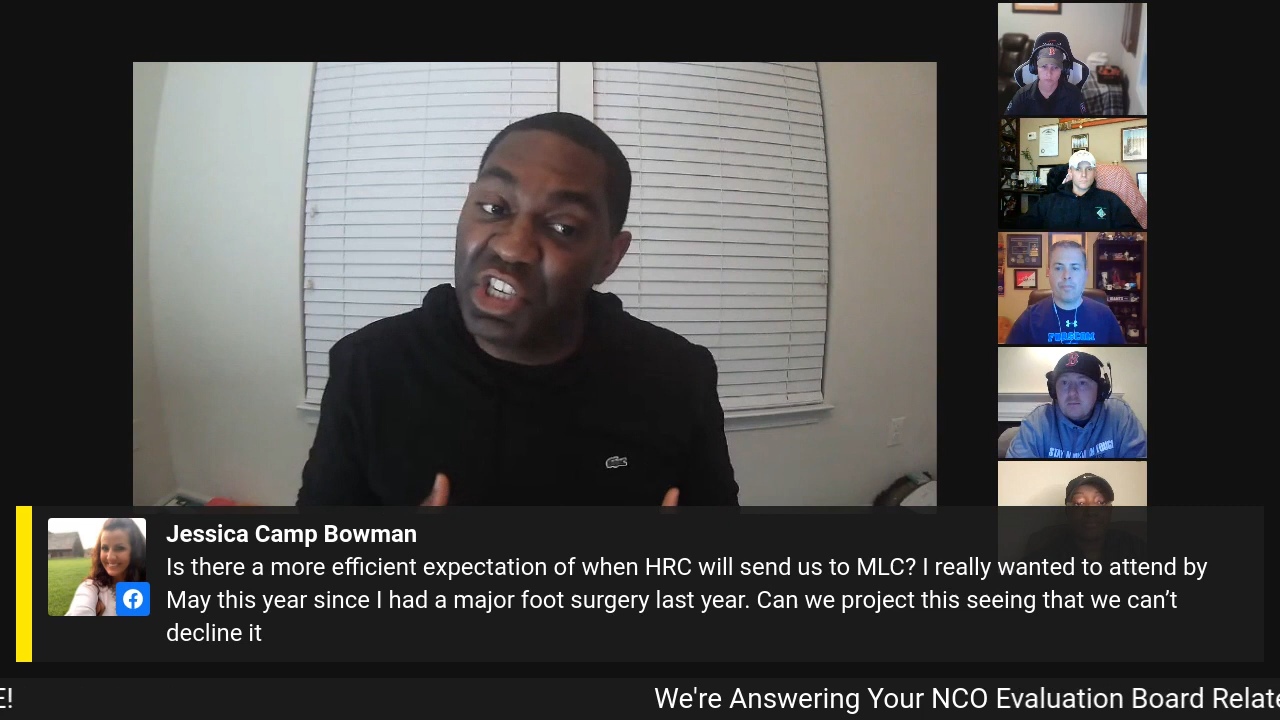 Jessica Camp Bowman
Is there a more efficient expectation of when HRC will send us to MLC? I really wanted to attend by
May this year since I had a major foot surgery last year. Can we project this seeing that we can’t
decline it
E!
We're Answering Your NCO Evaluation Board Relate